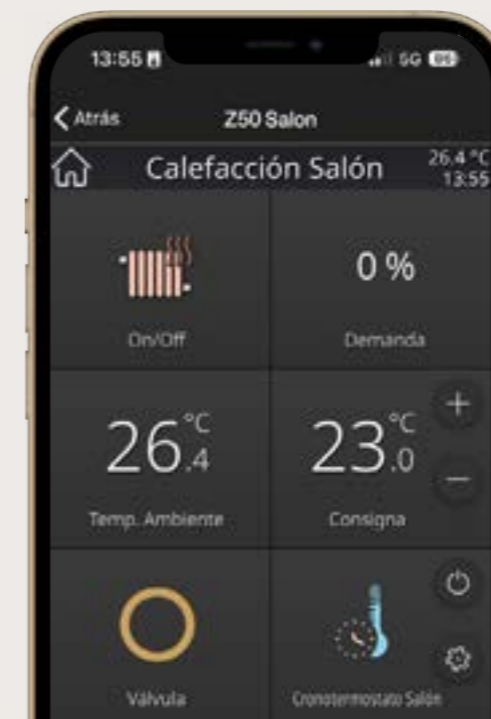 13:55
5G
Atrás
Z50 Salon
Calefacción Salón
26.4 °C
13:55
On/Off
0 %
Demanda
26.4 °C
Temp. Ambiente
23.0 °C
Consigna
Válvula
Cronotermostato Salón